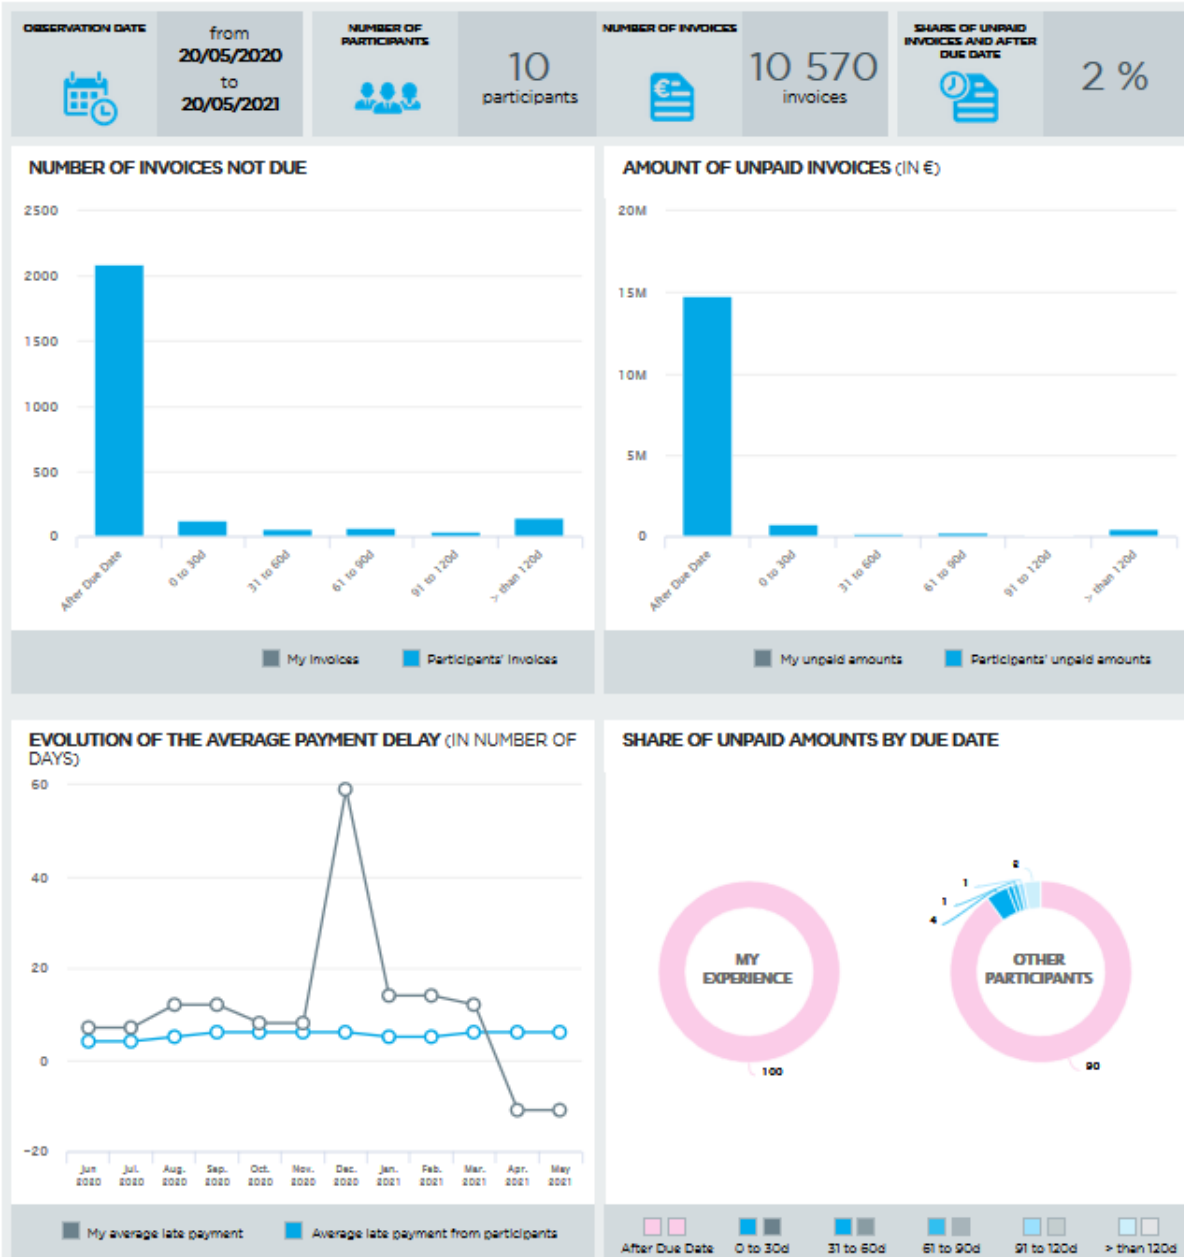 OBSERVATION DATE
from
20/05/2020
to
20/05/2021
NUMBER OF
PARTICIPANTS
10
participants
NUMBER OF INVOICES
10 570
invoices
SHARE OF UNPAID
INVOICES AND AFTER
DUE DATE
2 %
NUMBER OF INVOICES NOT DUE
2500
2000
1500
1000
500
0
After Due Date
0 to 30d
31 to 60d
61 to 90d
91 to 120d
> than 120d
My Invoices
Participants' Invoices
AMOUNT OF UNPAID INVOICES (IN €)
20M
15M
10M
5M
0
After Due Date
0 to 30d
31 to 60d
61 to 90d
91 to 120d
> than 120d
My unpaid amounts
Participants' unpaid amounts
EVOLUTION OF THE AVERAGE PAYMENT DELAY (IN NUMBER OF
DAYS)
60
40
20
0
-20
Jun 2020
Jul. 2020
Aug. 2020
Sep. 2020
Oct. 2020
Nov. 2020
Dec. 2020
Jan. 2021
Feb. 2021
Mar. 2021
Apr. 2021
May 2021
My average late payment
Average late payment from participants
SHARE OF UNPAID AMOUNTS BY DUE DATE
MY
EXPERIENCE
100
2
1
1
4
OTHER
PARTICIPANTS
90
After Due Date
0 to 30d
31 to 60d
61 to 90d
91 to 120d
> than 120d